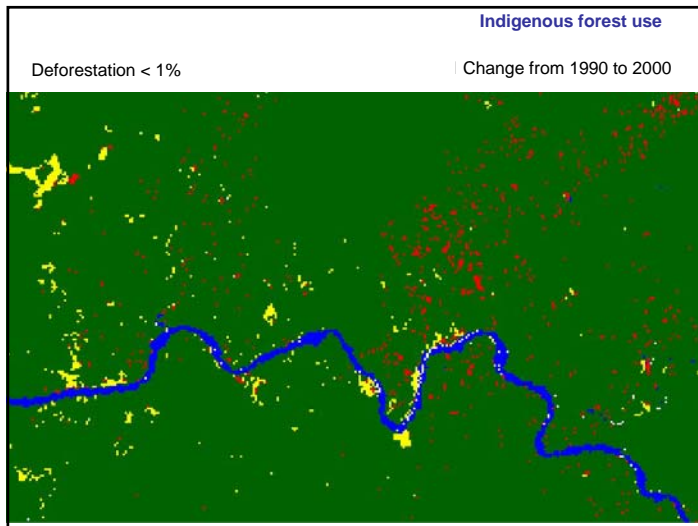 Indigenous forest use
Deforestation < 1%
Change from 1990 to 2000